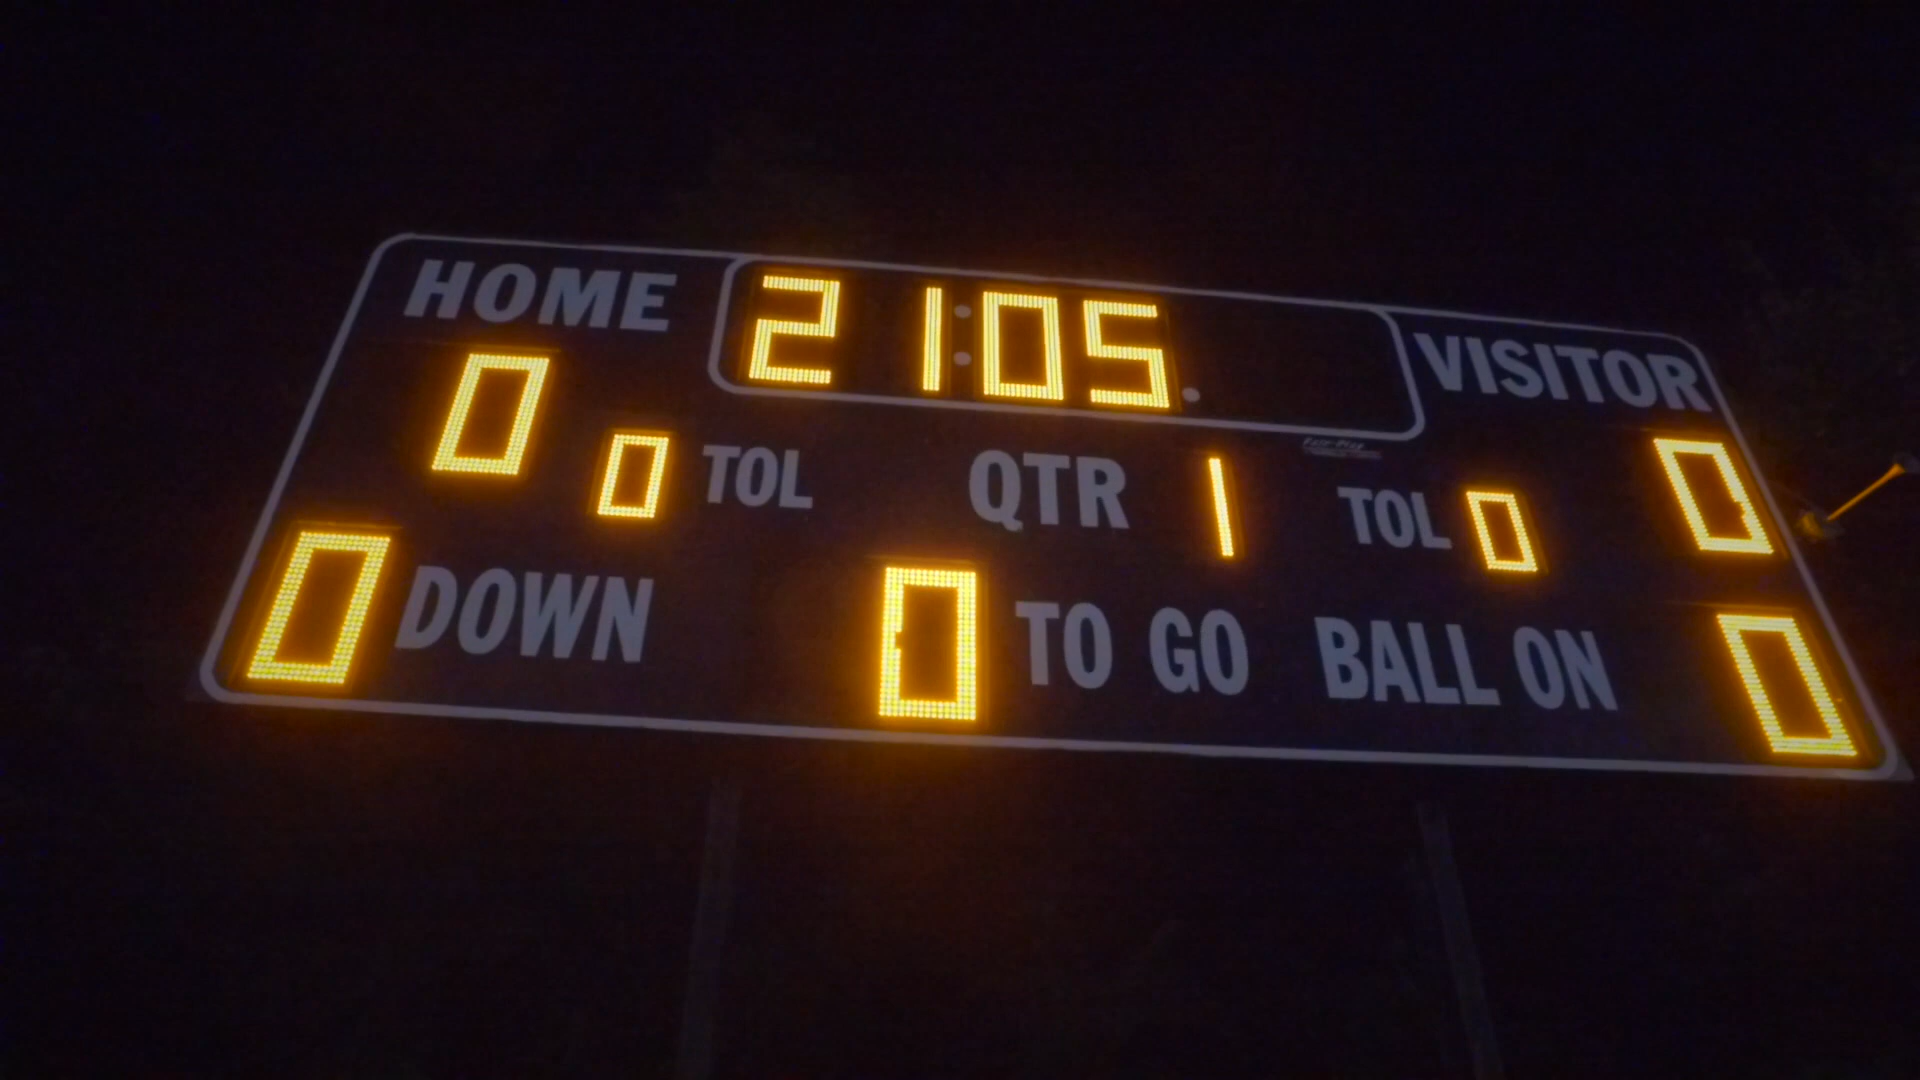 HOME 21:05 VISITOR
0 0 TOL QTR 1 TOL 0 0
0 DOWN 0 TO GO BALL ON 0